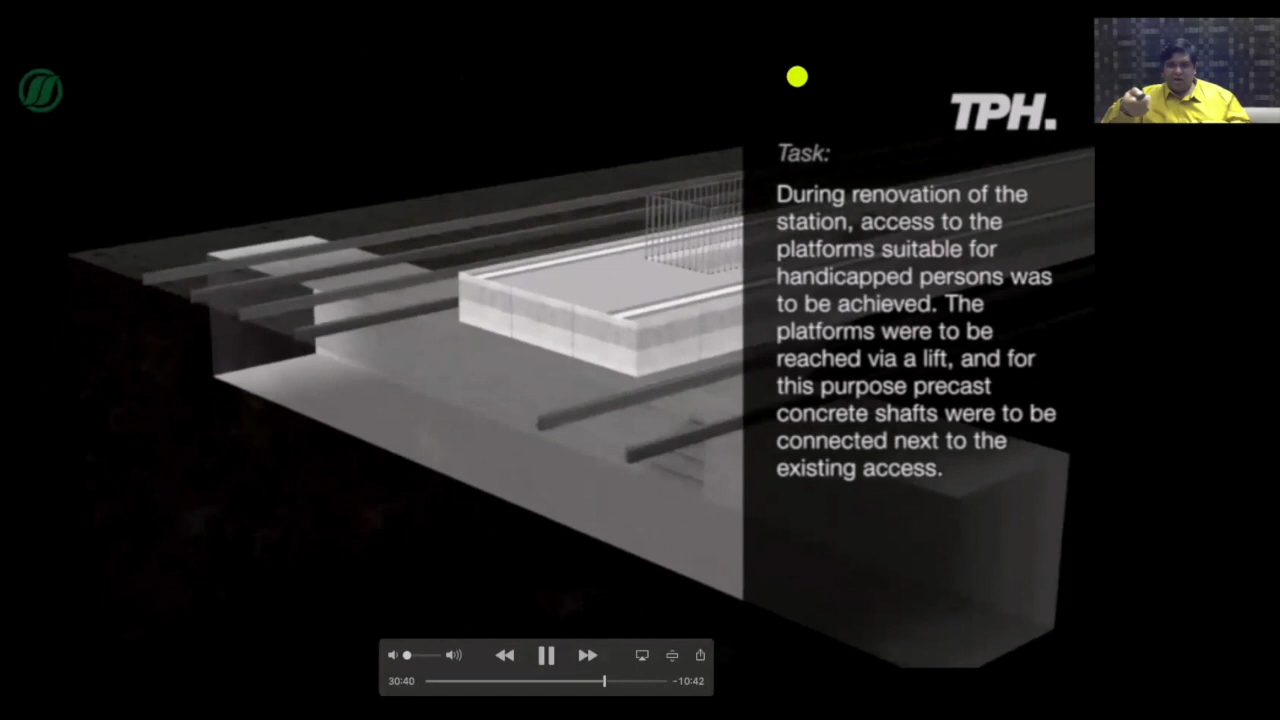 TPH.
Task:
During renovation of the
station, access to the
platforms suitable for
handicapped persons was
to be achieved. The
platforms were to be
reached via a lift, and for
this purpose precast
concrete shafts were to be
connected next to the
existing access.
30:40
-10:42